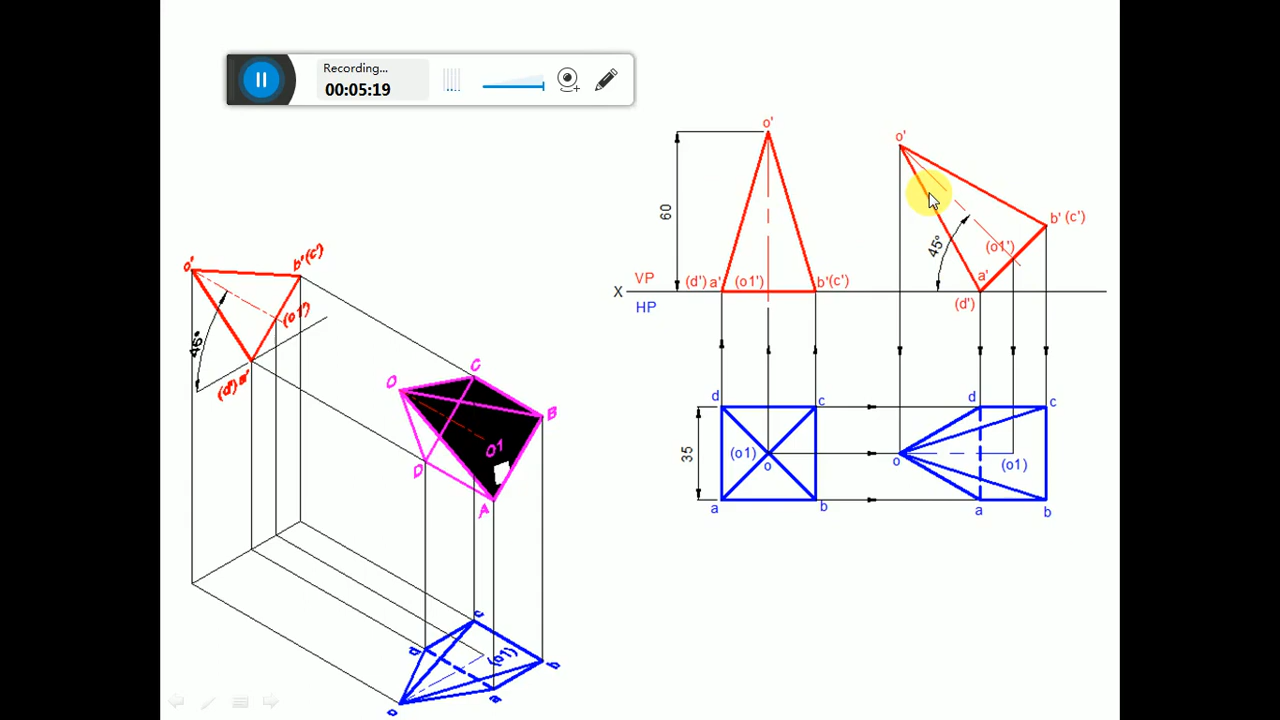 Recording...
00:05:19
o'
o'
60
b' (c')
45°
(o1')
VP
(d') a' (o1') b'(c')
a'
X
HP
(d')
d
c
d
c
35
(o1)
o
o
(o1)
a
b
a
b
o'
b'(c')
(o1')
45°
(d') a'
C
O
B
O1
D
A
c
d
(o1)
b
a
o